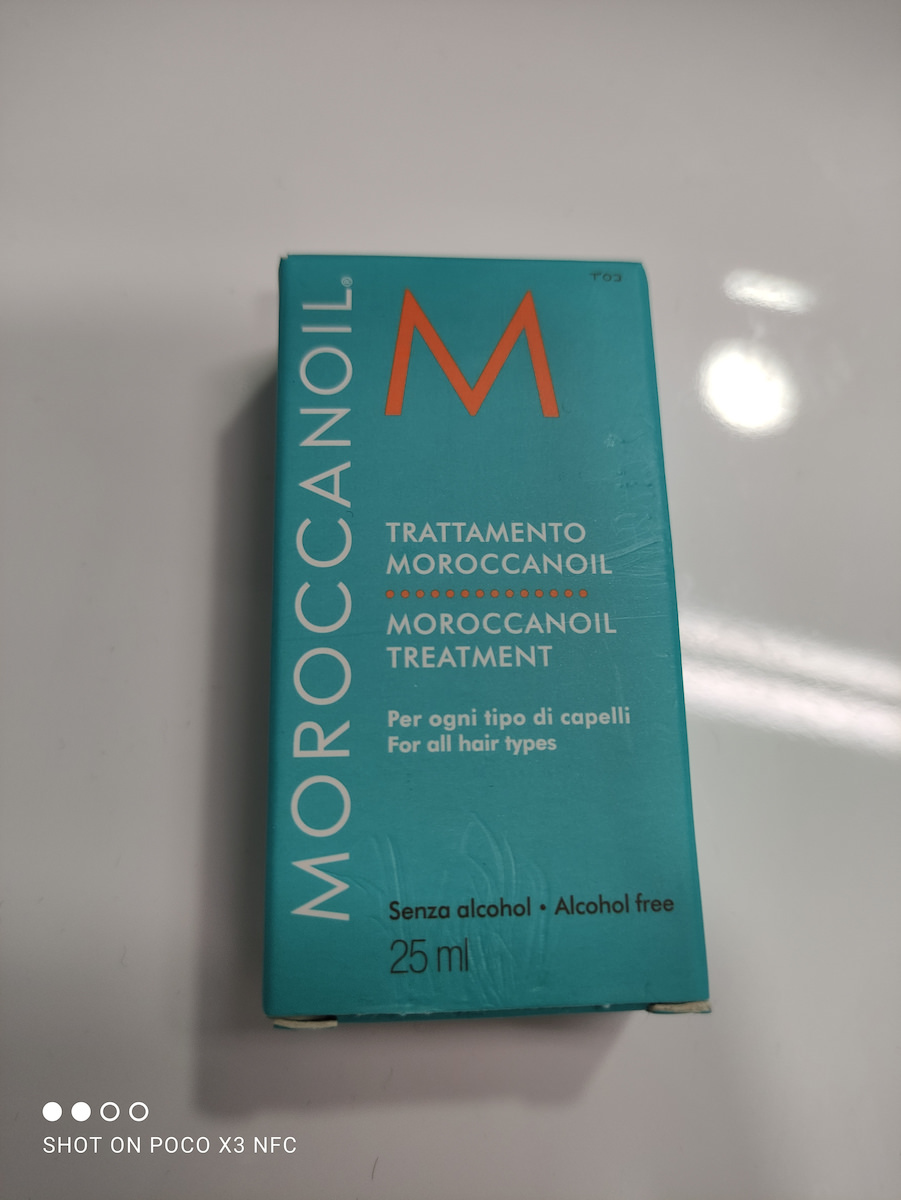 MOROCCANOIL®
T03
M
TRATTAMENTO
MOROCCANOIL
MOROCCANOIL
TREATMENT
Per ogni tipo di capelli
For all hair types
Senza alcohol • Alcohol free
25 ml
SHOT ON POCO X3 NFC